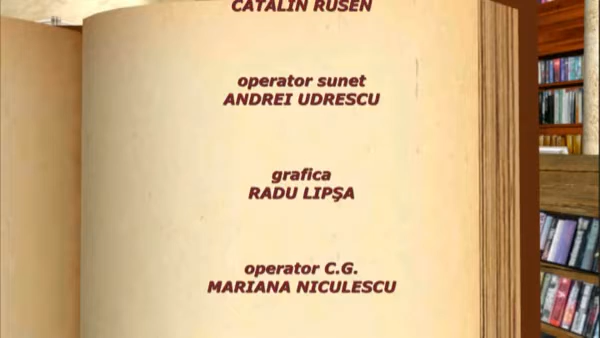 CATALIN RUSEN
operator sunet
ANDREI UDRESCU
grafica
RADU LIPŞA
operator C.G.
MARIANA NICULESCU